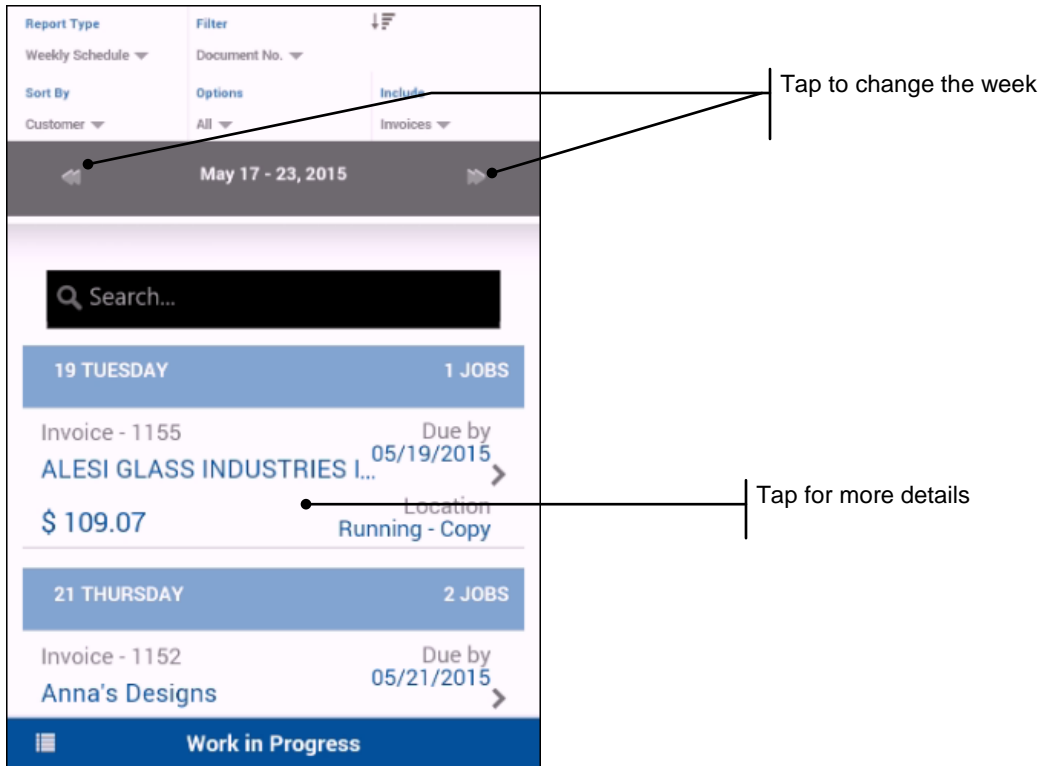 Report Type Filter
Weekly Schedule Document No.
Sort By Options Include
Customer All Invoices
Tap to change the week
May 17 - 23, 2015
Search...
19 TUESDAY 1 JOBS
Invoice - 1155 Due by
ALESI GLASS INDUSTRIES I... 05/19/2015
Tap for more details
Location
$ 109.07 Running - Copy
21 THURSDAY 2 JOBS
Invoice - 1152 Due by
Anna's Designs 05/21/2015
Work in Progress